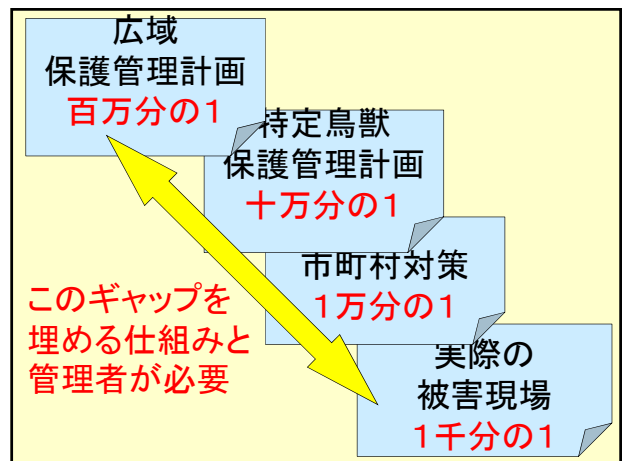 広域
保護管理計画
百万分の1
特定鳥獣
保護管理計画
十万分の1
市町村対策
1万分の1
実際の
被害現場
1千分の1
このギャップを
埋める仕組みと
管理者が必要